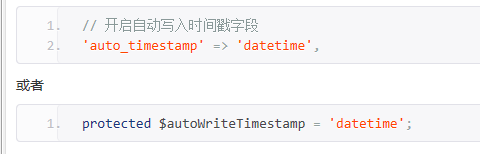 1. // 开启自动写入时间戳字段
2. 'auto_timestamp' => 'datetime',
或者
1. protected $autoWriteTimestamp = 'datetime';